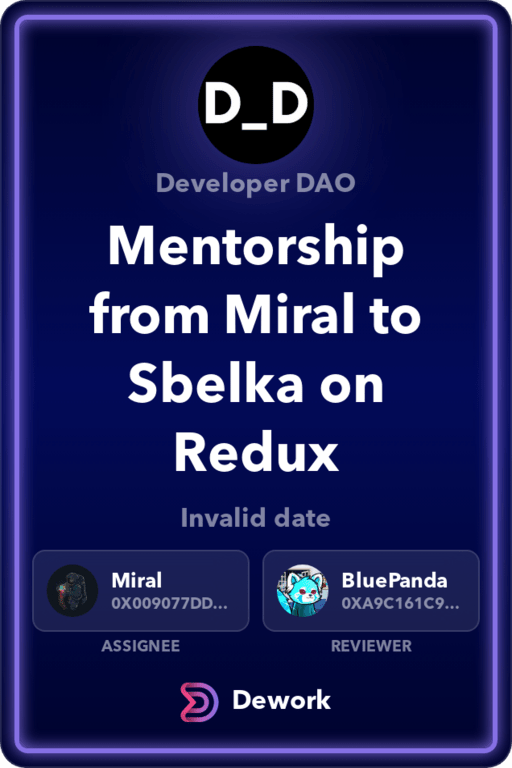 D_D
Developer DAO
Mentorship
from Miral to
Sbelka on
Redux
Invalid date
Miral
0X009077DD...
BluePanda
0XA9C161C9...
ASSIGNEE
REVIEWER
Dework